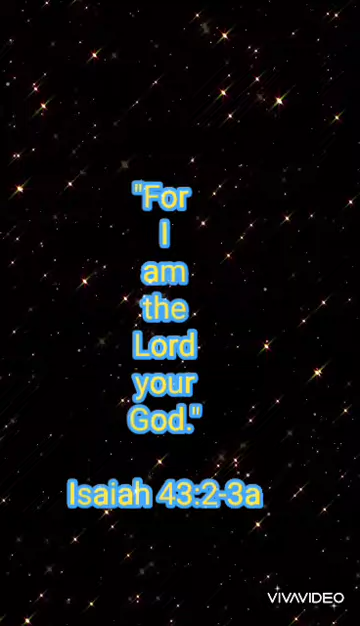 "For
I
am
the
Lord
your
God."
Isaiah 43:2-3a
VIVAVIDEO